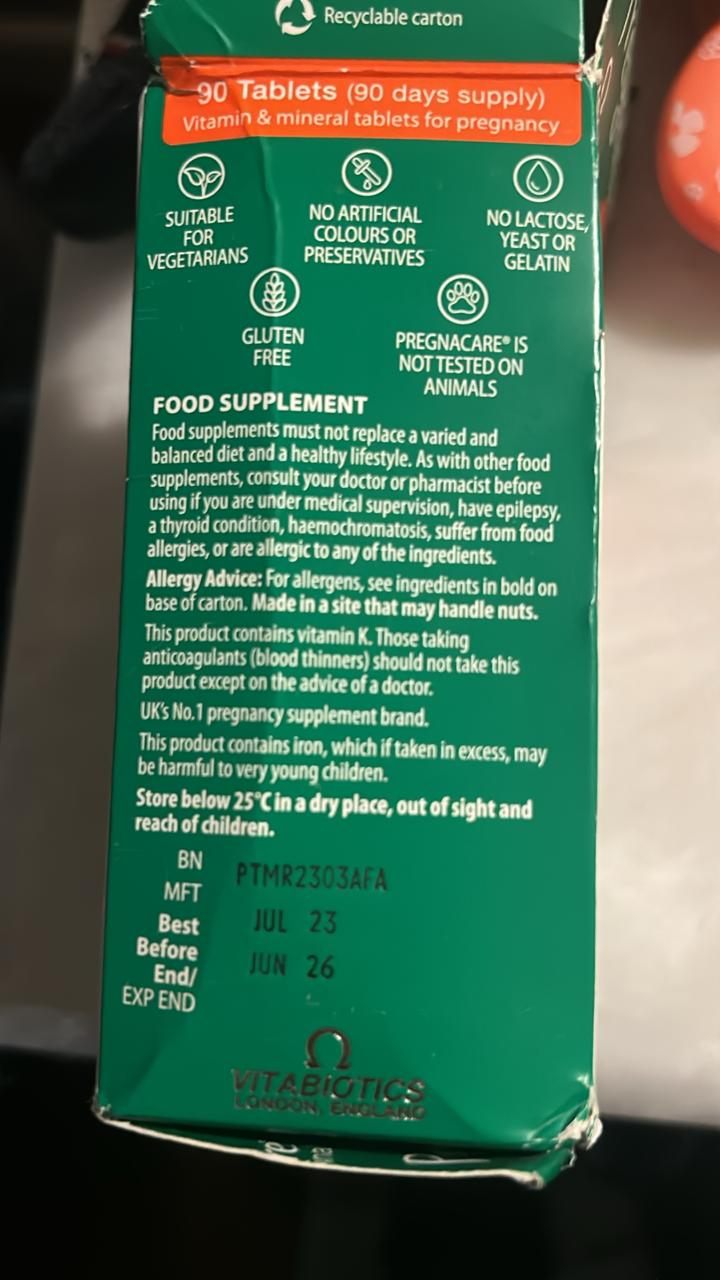 Recyclable carton
90 Tablets (90 days supply)
Vitamin & mineral tablets for pregnancy
SUITABLE
FOR
VEGETARIANS
NO ARTIFICIAL
COLOURS OR
PRESERVATIVES
NO LACTOSE,
YEAST OR
GELATIN
GLUTEN
FREE
PREGNACARE® IS
NOT TESTED ON
ANIMALS
FOOD SUPPLEMENT
Food supplements must not replace a varied and
balanced diet and a healthy lifestyle. As with other food
supplements, consult your doctor or pharmacist before
using if you are under medical supervision, have epilepsy,
a thyroid condition, haemochromatosis, suffer from food
allergies, or are allergic to any of the ingredients.
Allergy Advice: For allergens, see ingredients in bold on
base of carton. Made in a site that may handle nuts.
This product contains vitamin K. Those taking
anticoagulants (blood thinners) should not take this
product except on the advice of a doctor.
UK's No.1 pregnancy supplement brand.
This product contains iron, which if taken in excess, may
be harmful to very young children.
Store below 25°C in a dry place, out of sight and
reach of children.
BN PTMR2303AFA
MFT JUL 23
Best
Before
End/
EXP END
JUN 26
VITABIOTICS
LONDON, ENGLAND